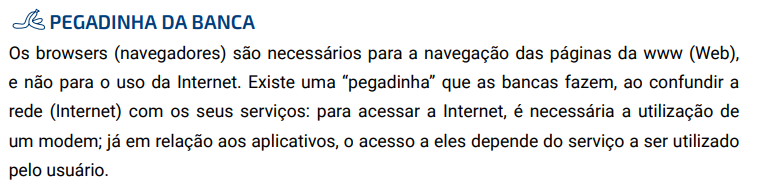 PEGADINHA DA BANCA
Os browsers (navegadores) são necessários para a navegação das páginas da www (Web),
e não para o uso da Internet. Existe uma “pegadinha” que as bancas fazem, ao confundir a
rede (Internet) com os seus serviços: para acessar a Internet, é necessária a utilização de
um modem; já em relação aos aplicativos, o acesso a eles depende do serviço a ser utilizado
pelo usuário.